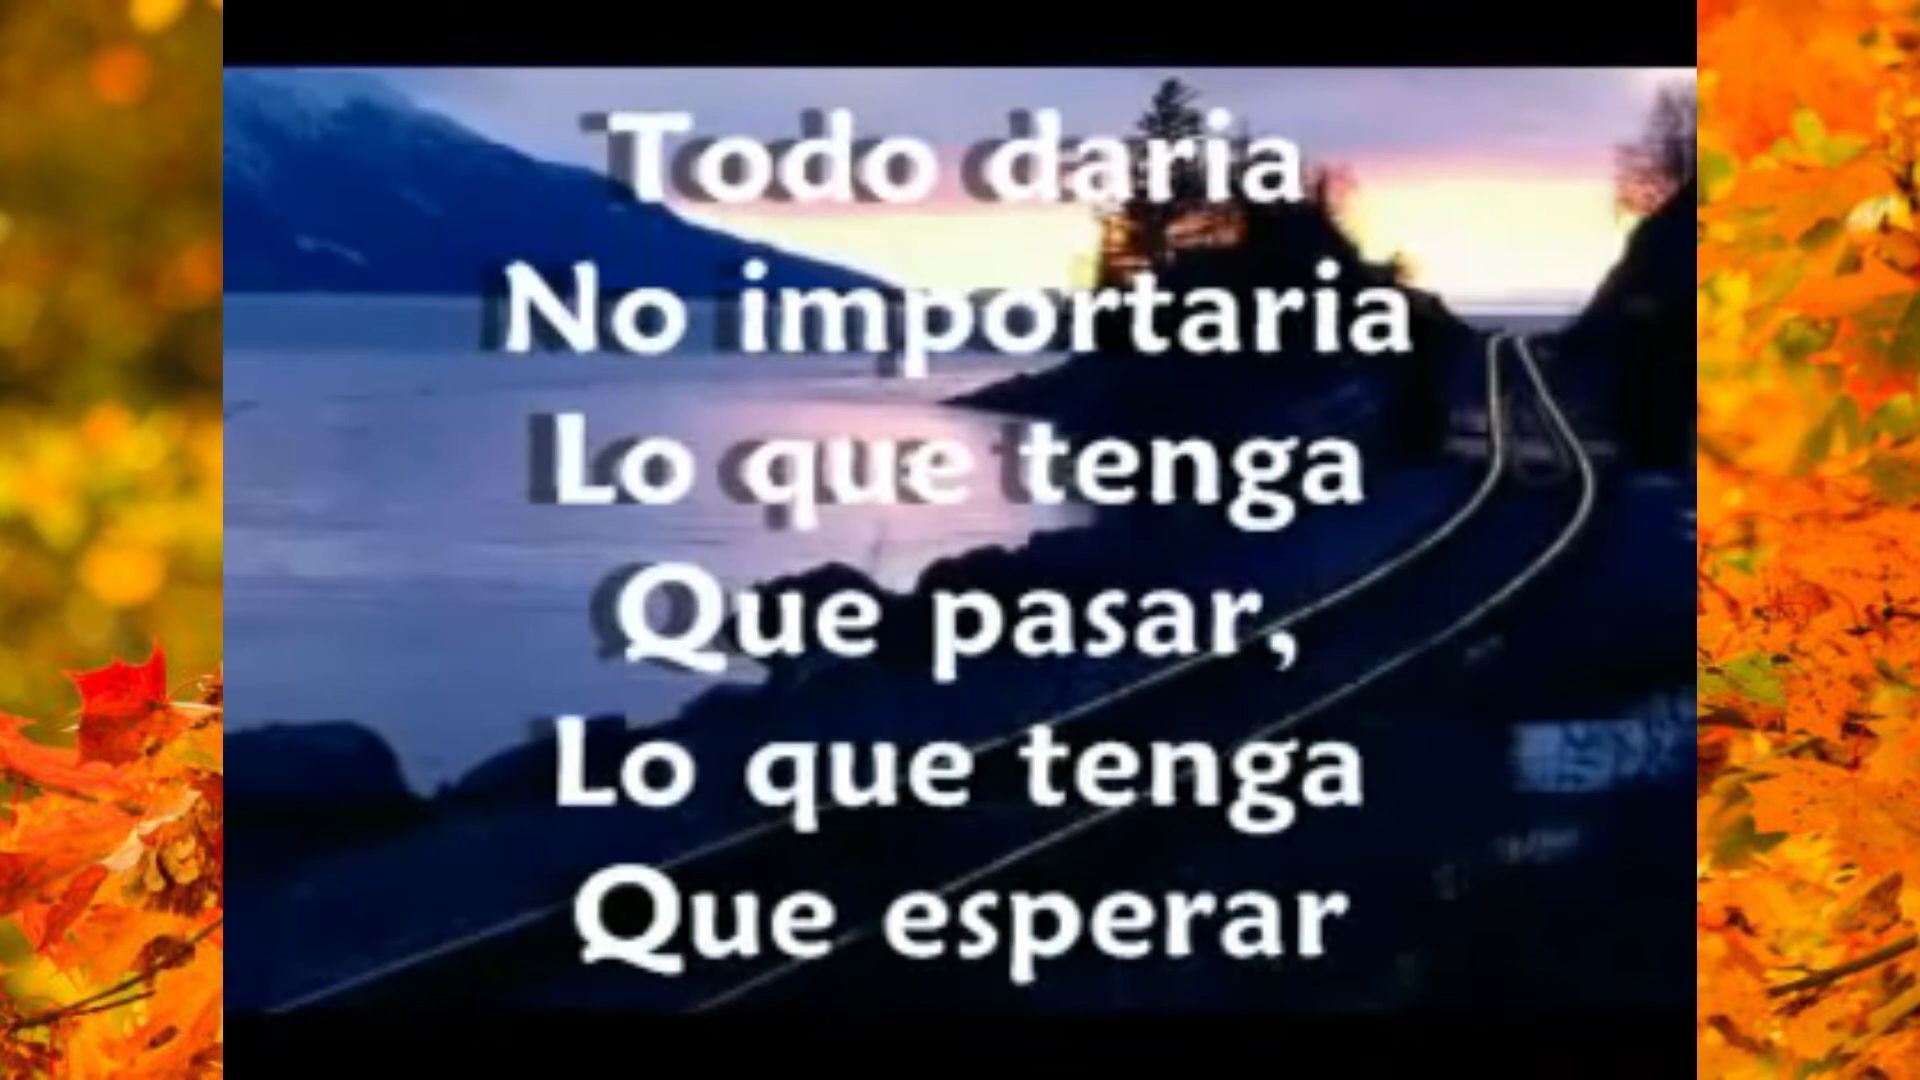 Todo daria
No importaria
Lo que tenga
Que pasar,
Lo que tenga
Que esperar